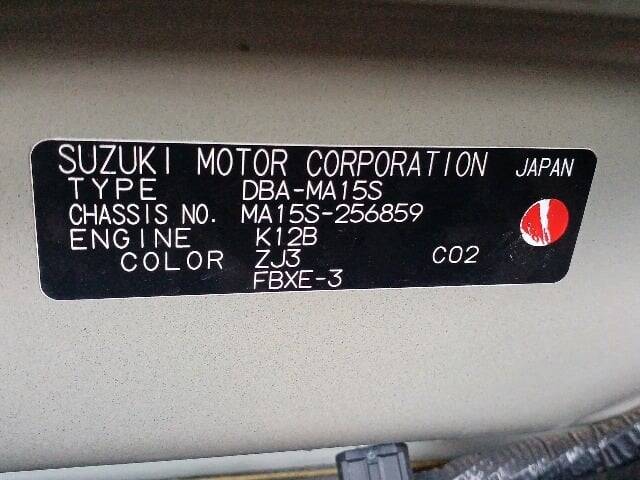 SUZUKI MOTOR CORPORATION JAPAN
TYPE DBA-MA15S
CHASSIS NO. MA15S-256859
ENGINE K12B
COLOR ZJ3 C02
FBXE-3